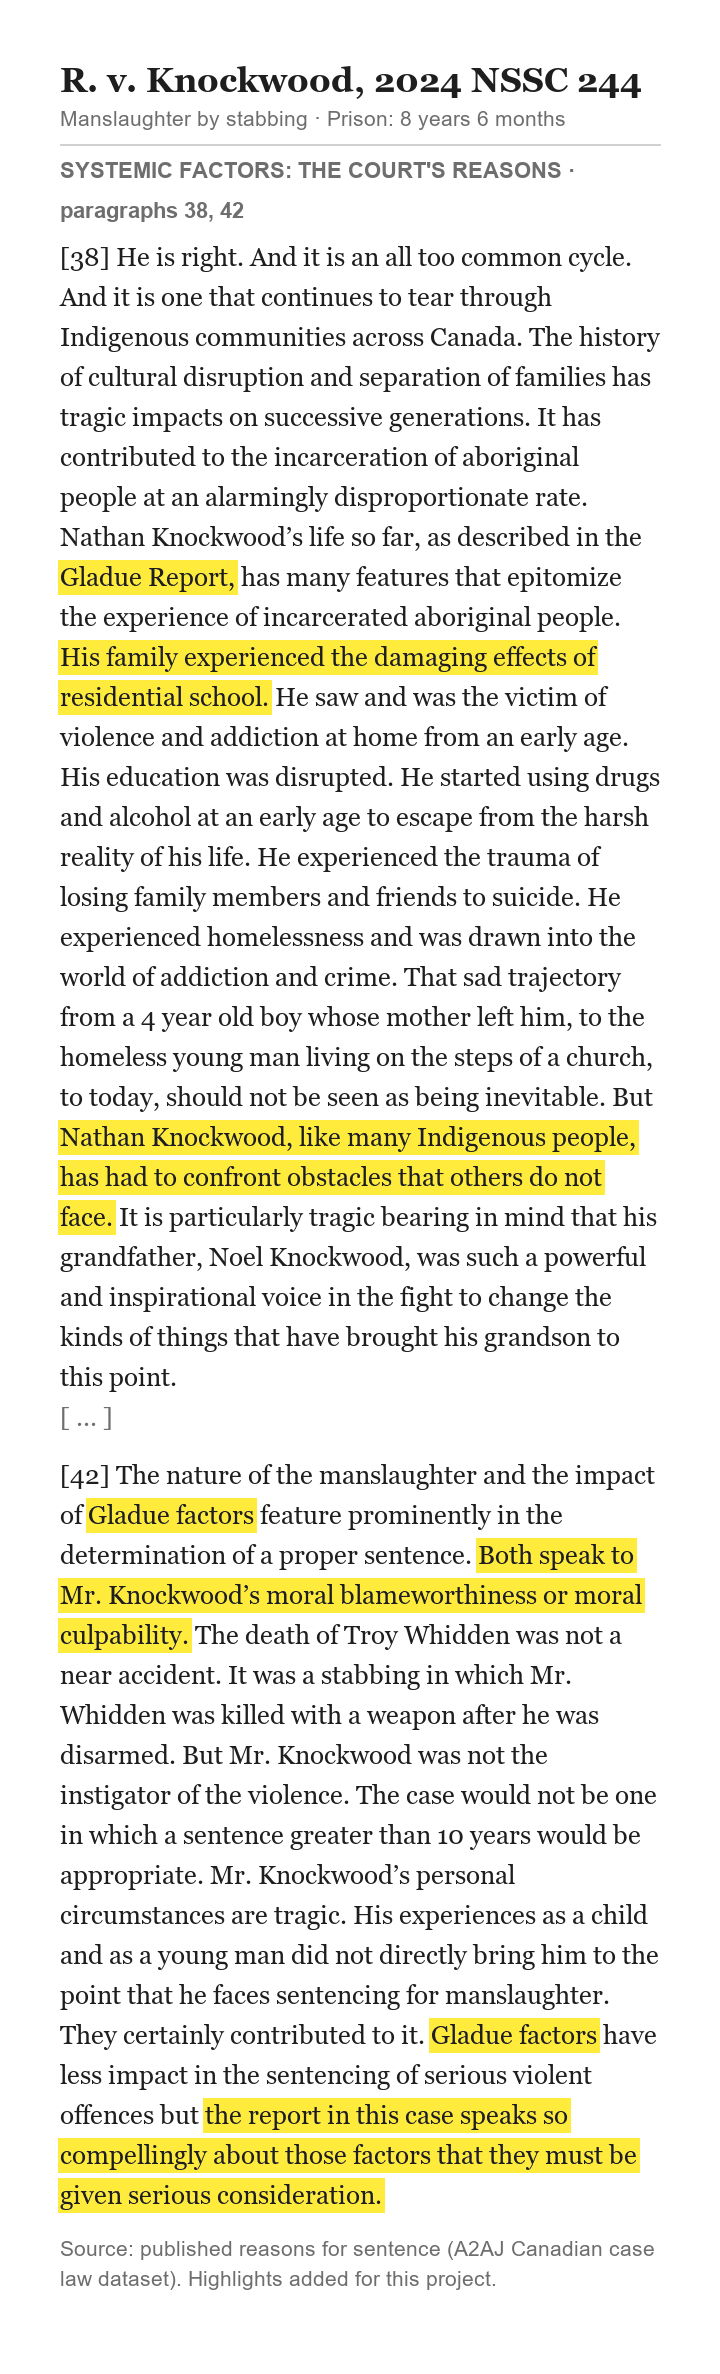 R. v. Knockwood, 2024 NSSC 244
Manslaughter by stabbing · Prison: 8 years 6 months
SYSTEMIC FACTORS: THE COURT'S REASONS ·
paragraphs 38, 42
[38] He is right. And it is an all too common cycle.
And it is one that continues to tear through
Indigenous communities across Canada. The history
of cultural disruption and separation of families has
tragic impacts on successive generations. It has
contributed to the incarceration of aboriginal
people at an alarmingly disproportionate rate.
Nathan Knockwood’s life so far, as described in the
Gladue Report, has many features that epitomize
the experience of incarcerated aboriginal people.
His family experienced the damaging effects of
residential school. He saw and was the victim of
violence and addiction at home from an early age.
His education was disrupted. He started using drugs
and alcohol at an early age to escape from the harsh
reality of his life. He experienced the trauma of
losing family members and friends to suicide. He
experienced homelessness and was drawn into the
world of addiction and crime. That sad trajectory
from a 4 year old boy whose mother left him, to the
homeless young man living on the steps of a church,
to today, should not be seen as being inevitable. But
Nathan Knockwood, like many Indigenous people,
has had to confront obstacles that others do not
face. It is particularly tragic bearing in mind that his
grandfather, Noel Knockwood, was such a powerful
and inspirational voice in the fight to change the
kinds of things that have brought his grandson to
this point.
[ ... ]
[42] The nature of the manslaughter and the impact
of Gladue factors feature prominently in the
determination of a proper sentence. Both speak to
Mr. Knockwood’s moral blameworthiness or moral
culpability. The death of Troy Whidden was not a
near accident. It was a stabbing in which Mr.
Whidden was killed with a weapon after he was
disarmed. But Mr. Knockwood was not the
instigator of the violence. The case would not be one
in which a sentence greater than 10 years would be
appropriate. Mr. Knockwood’s personal
circumstances are tragic. His experiences as a child
and as a young man did not directly bring him to the
point that he faces sentencing for manslaughter.
They certainly contributed to it. Gladue factors have
less impact in the sentencing of serious violent
offences but the report in this case speaks so
compellingly about those factors that they must be
given serious consideration.
Source: published reasons for sentence (A2AJ Canadian case
law dataset). Highlights added for this project.